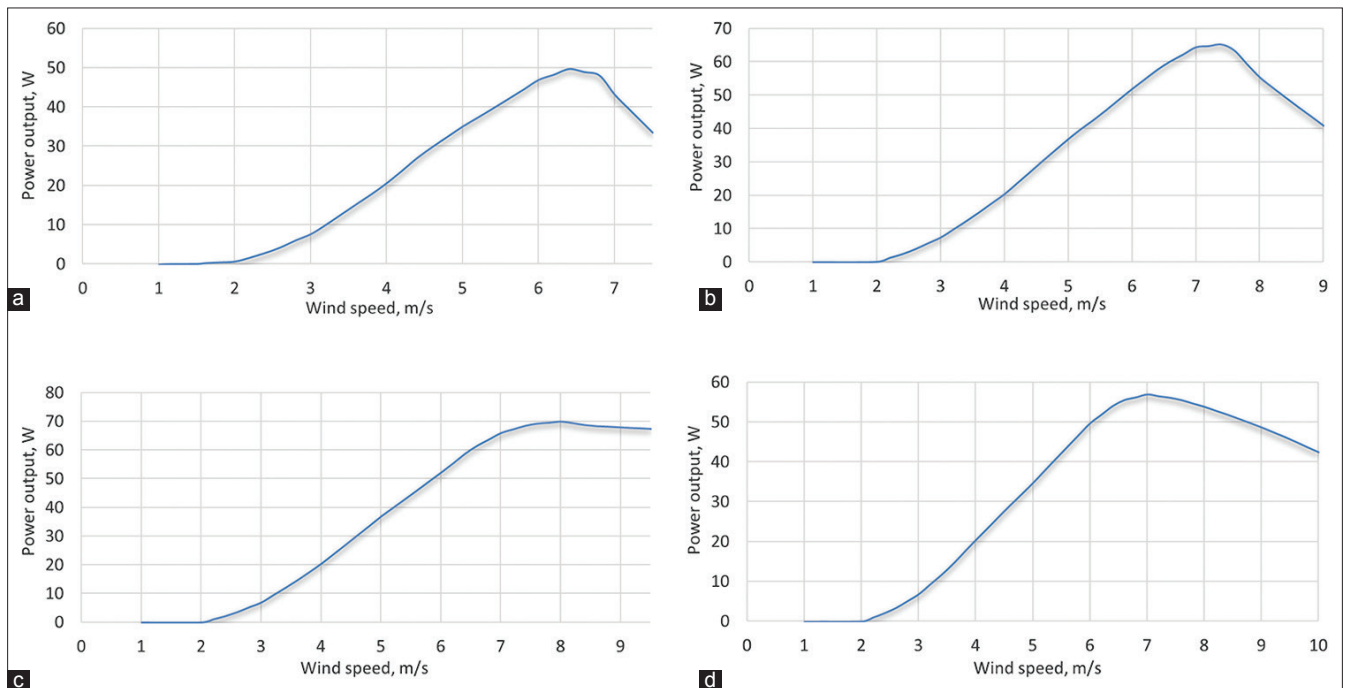 60
50
40
30
20
10
0
Power output, W
0 1 2 3 4 5 6 7
Wind speed, m/s
a
70
60
50
40
30
20
10
0
Power output, W
0 1 2 3 4 5 6 7 8 9
Wind speed, m/s
b
80
70
60
50
40
30
20
10
0
Power output, W
0 1 2 3 4 5 6 7 8 9
Wind speed, m/s
c
60
50
40
30
20
10
0
Power output, W
0 1 2 3 4 5 6 7 8 9 10
Wind speed, m/s
d